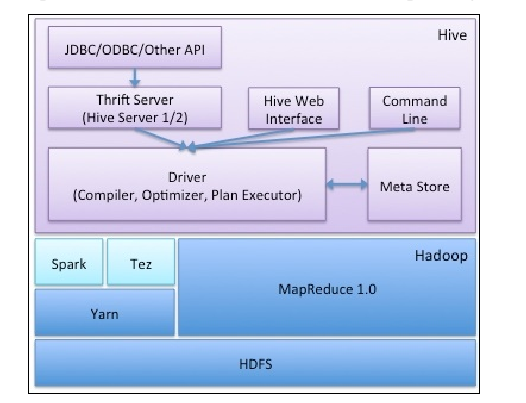 Hive
JDBC/ODBC/Other API
Thrift Server
(Hive Server 1/2)
Hive Web
Interface
Command
Line
Driver
(Compiler, Optimizer, Plan Executor)
Meta Store
Spark
Tez
Hadoop
MapReduce 1.0
Yarn
HDFS